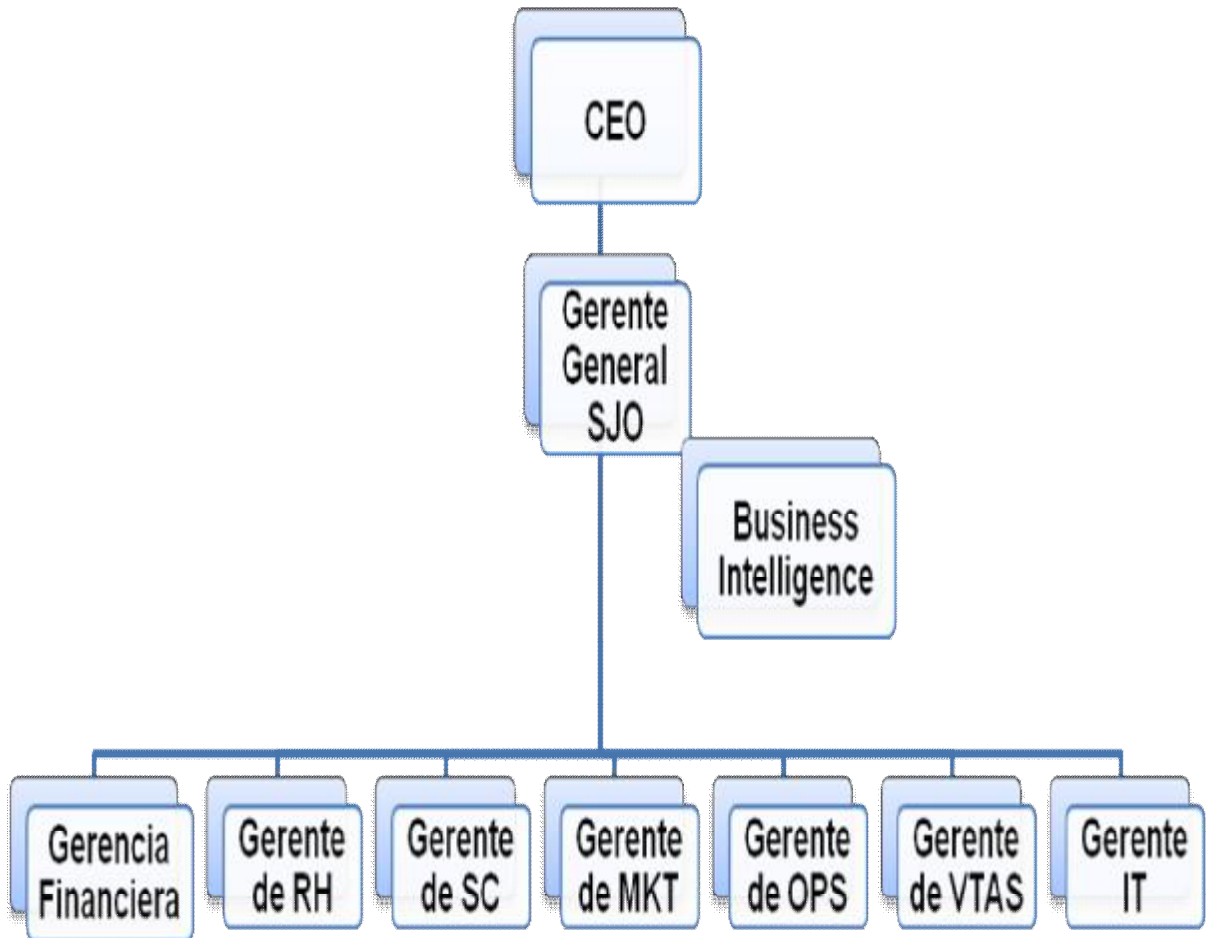 CEO
Gerente
General
SJO
Business
Intelligence
Gerencia
Financiera
Gerente
de RH
Gerente
de SC
Gerente
de MKT
Gerente
de OPS
Gerente
de VTAS
Gerente
IT